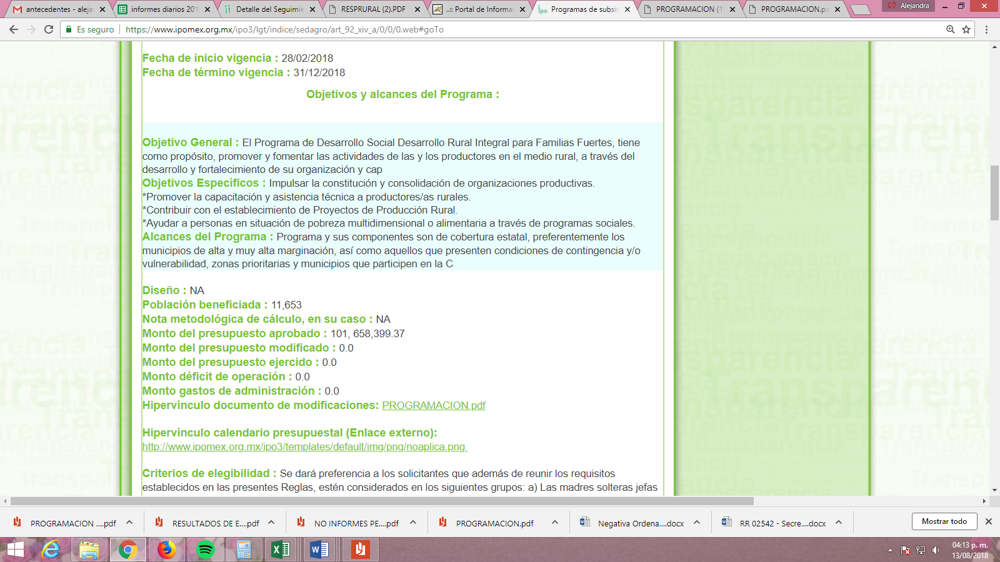 antecedentes - aleja
informes diarios 201
Detalle del Seguimie
RESPRURAL (2).PDF
..:: Portal de Informa
Programas de subsid
PROGRAMACION (1
PROGRAMACION.pd
Alejandra
Es seguro
https://www.ipomex.org.mx/ipo3/lgt/indice/sedagro/art_92_xiv_a/0/0/0.web#goTo
Fecha de inicio vigencia : 28/02/2018
Fecha de término vigencia : 31/12/2018
Objetivos y alcances del Programa :
Objetivo General : El Programa de Desarrollo Social Desarrollo Rural Integral para Familias Fuertes, tiene
como propósito, promover y fomentar las actividades de las y los productores en el medio rural, a través del
desarrollo y fortalecimiento de su organización y cap
Objetivos Específicos : Impulsar la constitución y consolidación de organizaciones productivas.
*Promover la capacitación y asistencia técnica a productores/as rurales.
*Contribuir con el establecimiento de Proyectos de Producción Rural.
*Ayudar a personas en situación de pobreza multidimensional o alimentaria a través de programas sociales.
Alcances del Programa : Programa y sus componentes son de cobertura estatal, preferentemente los
municipios de alta y muy alta marginación, así como aquellos que presenten condiciones de contingencia y/o
vulnerabilidad, zonas prioritarias y municipios que participen en la C
Diseño : NA
Población beneficiada : 11,653
Nota metodológica de cálculo, en su caso : NA
Monto del presupuesto aprobado : 101, 658,399.37
Monto del presupuesto modificado : 0.0
Monto del presupuesto ejercido : 0.0
Monto déficit de operación : 0.0
Monto gastos de administración : 0.0
Hipervínculo documento de modificaciones: PROGRAMACION.pdf
Hipervínculo calendario presupuestal (Enlace externo):
http://www.ipomex.org.mx/ipo3/templates/default/img/png/noaplica.png
Criterios de elegibilidad : Se dará preferencia a los solicitantes que además de reunir los requisitos
establecidos en las presentes Reglas, estén considerados en los siguientes grupos: a) Las madres solteras jefas
PROGRAMACION ....pdf
RESULTADOS DE E....pdf
NO INFORMES PE....pdf
PROGRAMACION.pdf
Negativa Ordena....docx
RR 02542 - Secre....docx
Mostrar todo
04:13 p. m.
13/08/2018